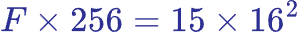 F × 256 = 15 × 16²